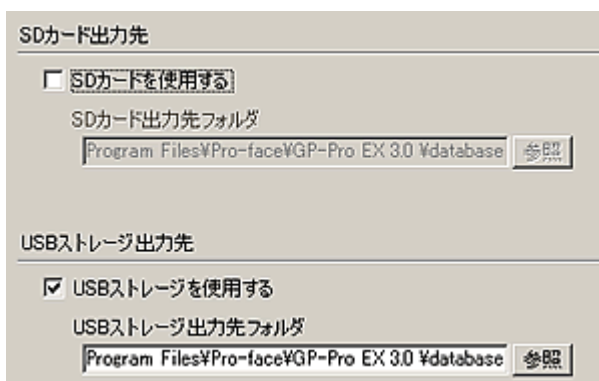 SDカード出力先
SDカードを使用する
SDカード出力先フォルダ
Program Files¥Pro-face¥GP-Pro EX 3.0 ¥database 参照
USBストレージ出力先
USBストレージを使用する
USBストレージ出力先フォルダ
Program Files¥Pro-face¥GP-Pro EX 3.0 ¥database 参照